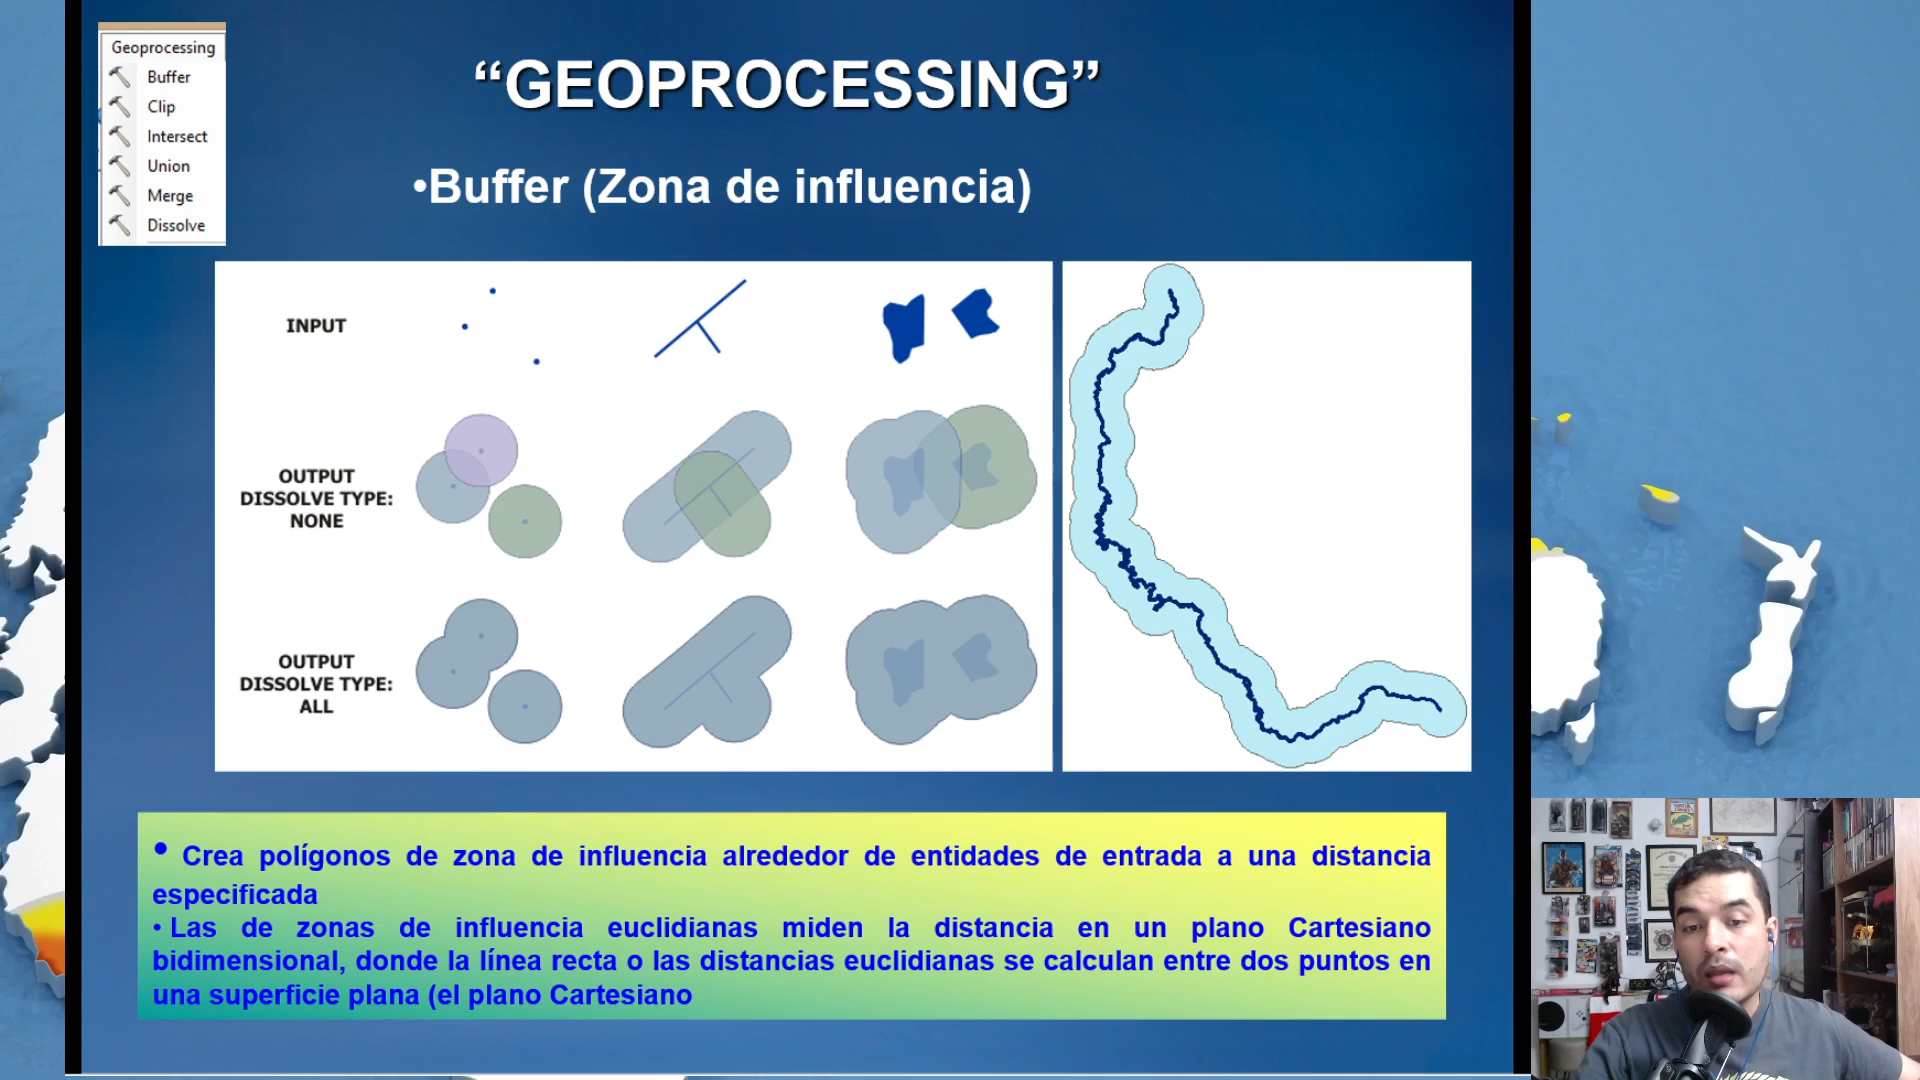 Geoprocessing
Buffer
Clip
Intersect
Union
Merge
Dissolve
“GEOPROCESSING”
•Buffer (Zona de influencia)
INPUT
OUTPUT
DISSOLVE TYPE:
NONE
OUTPUT
DISSOLVE TYPE:
ALL
• Crea polígonos de zona de influencia alrededor de entidades de entrada a una distancia
especificada
• Las de zonas de influencia euclidianas miden la distancia en un plano Cartesiano
bidimensional, donde la línea recta o las distancias euclidianas se calculan entre dos puntos en
una superficie plana (el plano Cartesiano